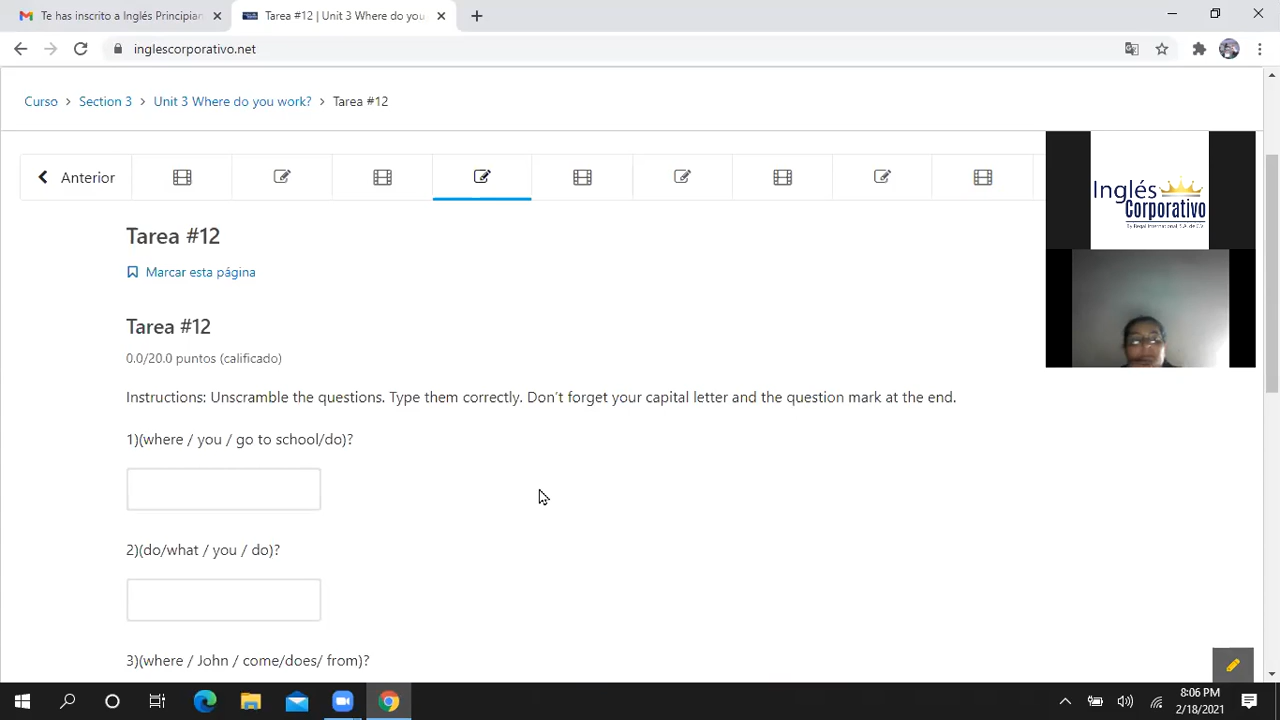 Te has inscrito a Inglés Principian
Tarea #12 | Unit 3 Where do you
inglescorporativo.net
Curso > Section 3 > Unit 3 Where do you work? > Tarea #12
Anterior
Inglés
Corporativo
By Regal International, S.A. de C.V.
Tarea #12
Marcar esta página
Tarea #12
0.0/20.0 puntos (calificado)
Instructions: Unscramble the questions. Type them correctly. Don't forget your capital letter and the question mark at the end.
1)(where / you / go to school/do)?
2)(do/what / you / do)?
3)(where / John / come/does/ from)?
8:06 PM
2/18/2021